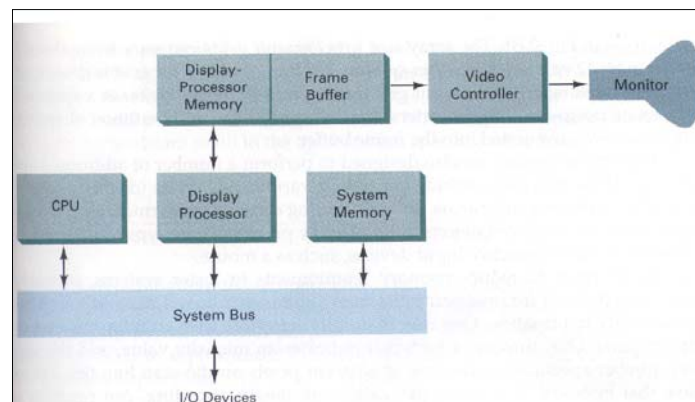 Display-
Processor
Memory
Frame
Buffer
Video
Controller
Monitor
CPU
Display
Processor
System
Memory
System Bus
I/O Devices